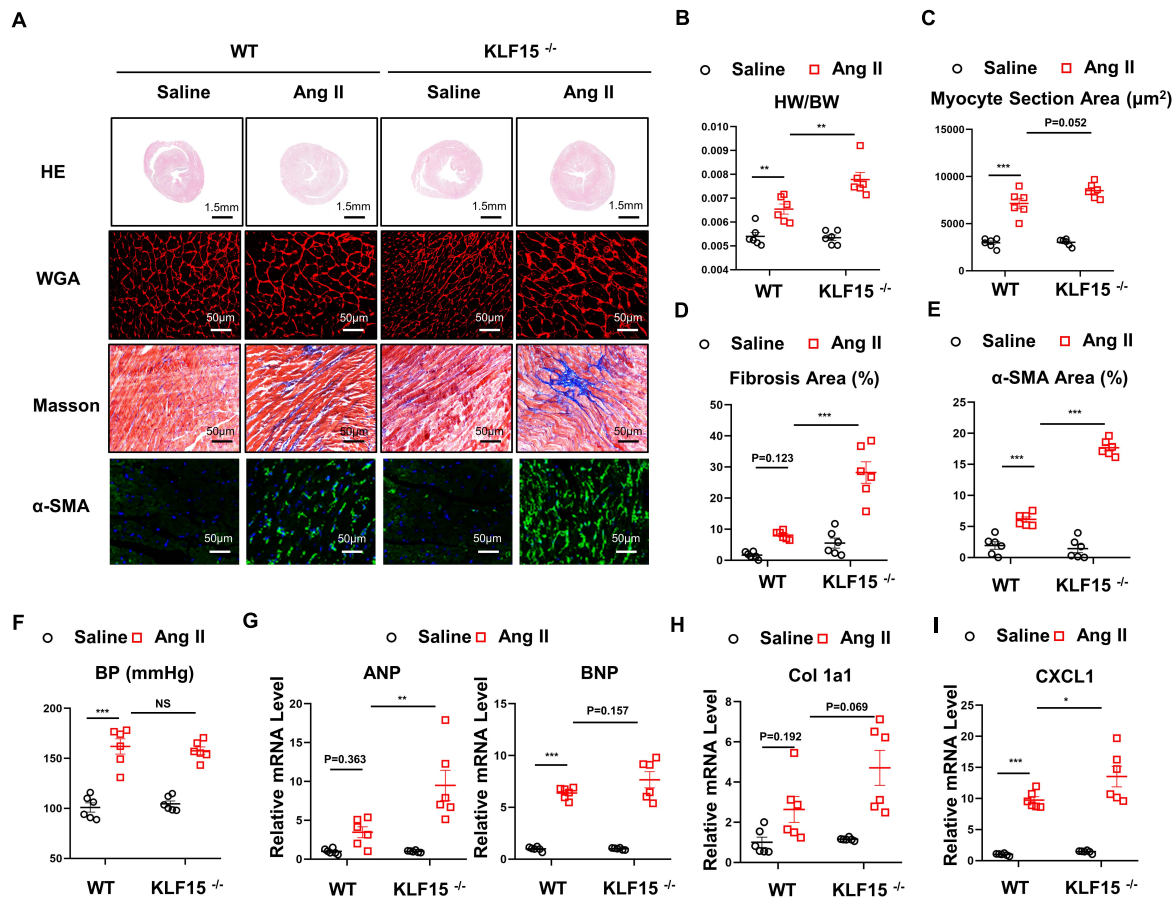 A
WT
KLF15 -/-
Saline
Ang II
Saline
Ang II
HE
1.5mm
1.5mm
1.5mm
1.5mm
WGA
50μm
50μm
50μm
50μm
Masson
50μm
50μm
50μm
50μm
α-SMA
50μm
50μm
50μm
50μm
B
Saline
Ang II
HW/BW
0.010
0.009
0.008
0.007
0.006
0.005
0.004
**
**
WT
KLF15 -/-
C
Saline
Ang II
Myocyte Section Area (μm²)
15000
10000
5000
0
***
P=0.052
WT
KLF15 -/-
D
Saline
Ang II
Fibrosis Area (%)
50
40
30
20
10
0
P=0.123
***
WT
KLF15 -/-
E
Saline
Ang II
α-SMA Area (%)
25
20
15
10
5
0
***
***
WT
KLF15 -/-
F
Saline
Ang II
BP (mmHg)
200
150
100
50
***
NS
WT
KLF15 -/-
G
Saline
Ang II
ANP
Relative mRNA Level
20
15
10
5
0
P=0.363
**
WT
KLF15 -/-
BNP
Relative mRNA Level
15
10
5
0
***
P=0.157
WT
KLF15 -/-
H
Saline
Ang II
Col 1a1
Relative mRNA Level
8
6
4
2
0
P=0.192
P=0.069
WT
KLF15 -/-
I
Saline
Ang II
CXCL1
Relative mRNA Level
25
20
15
10
5
0
***
*
WT
KLF15 -/-